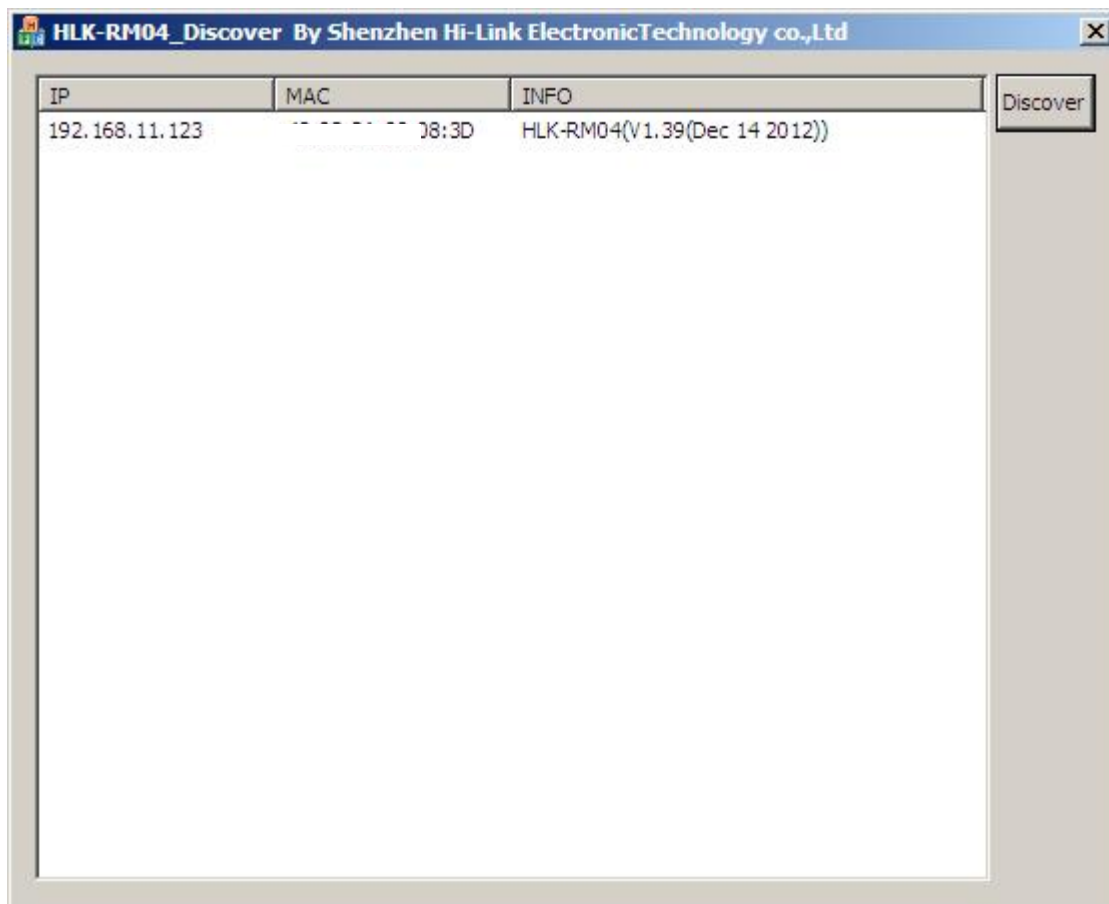 HLK-RM04_Discover By Shenzhen Hi-Link ElectronicTechnology co.,Ltd
IP MAC INFO
Discover
192.168.11.123 08:3D HLK-RM04(V1.39(Dec 14 2012))